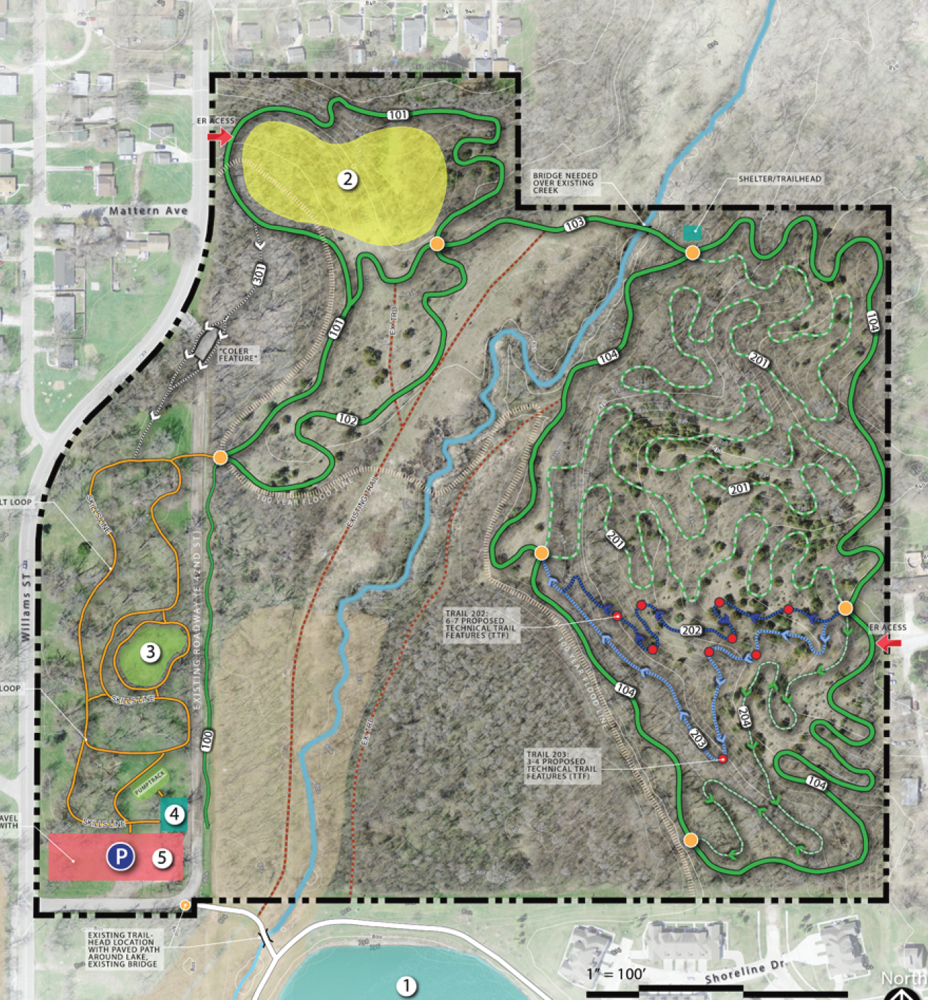 ER ACESS
101
2
Mattern Ave
BRIDGE NEEDED
OVER EXISTING
CREEK
SHELTER/TRAILHEAD
103
301
101
EX TRL
104
104
201
"COLER
FEATURE"
102
100 YEAR FLOOD LINE
EXISTING TRAIL
LT LOOP
SKILLS LINE
EXISTING ROADWAY (E 42ND ST)
Willams ST
201
201
TRAIL 202:
6-7 PROPOSED
TECHNICAL TRAIL
FEATURES (TTF)
202
ER ACESS
3
LOOP
SKILLS LINE
100 YEAR FLOOD LINE
104
EX TRL
204
203
100
TRAIL 203:
3-4 PROPOSED
TECHNICAL TRAIL
FEATURES (TTF)
104
PUMPTRACK
4
AVEL
WITH
SKILLS LINE
P
5
EXISTING TRAIL-
HEAD LOCATION
WITH PAVED PATH
AROUND LAKE,
EXISTING BRIDGE
1
1" = 100'
Shoreline Dr
North